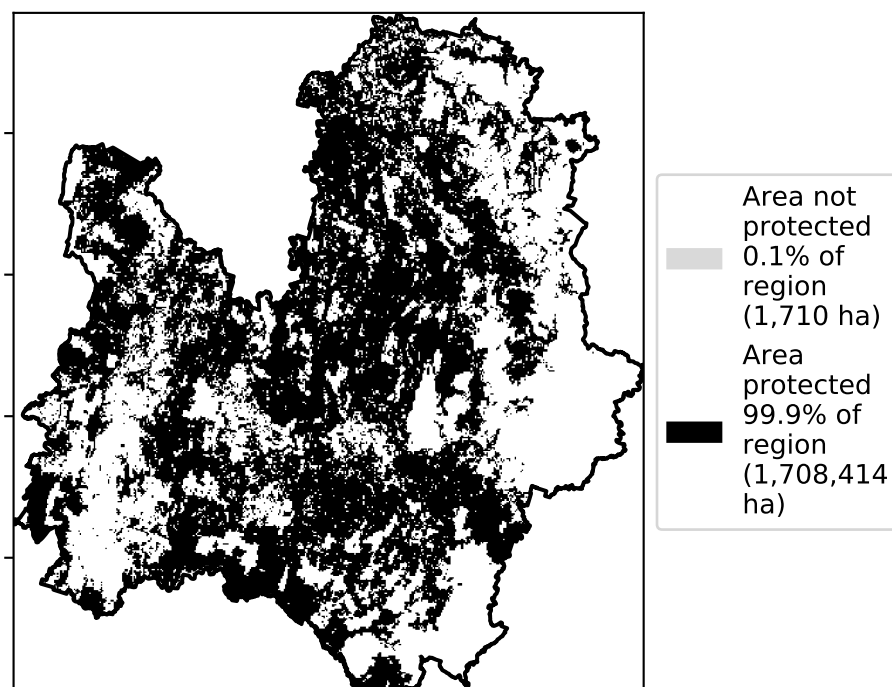 Area not
protected
0.1% of
region
(1,710 ha)
Area
protected
99.9% of
region
(1,708,414
ha)